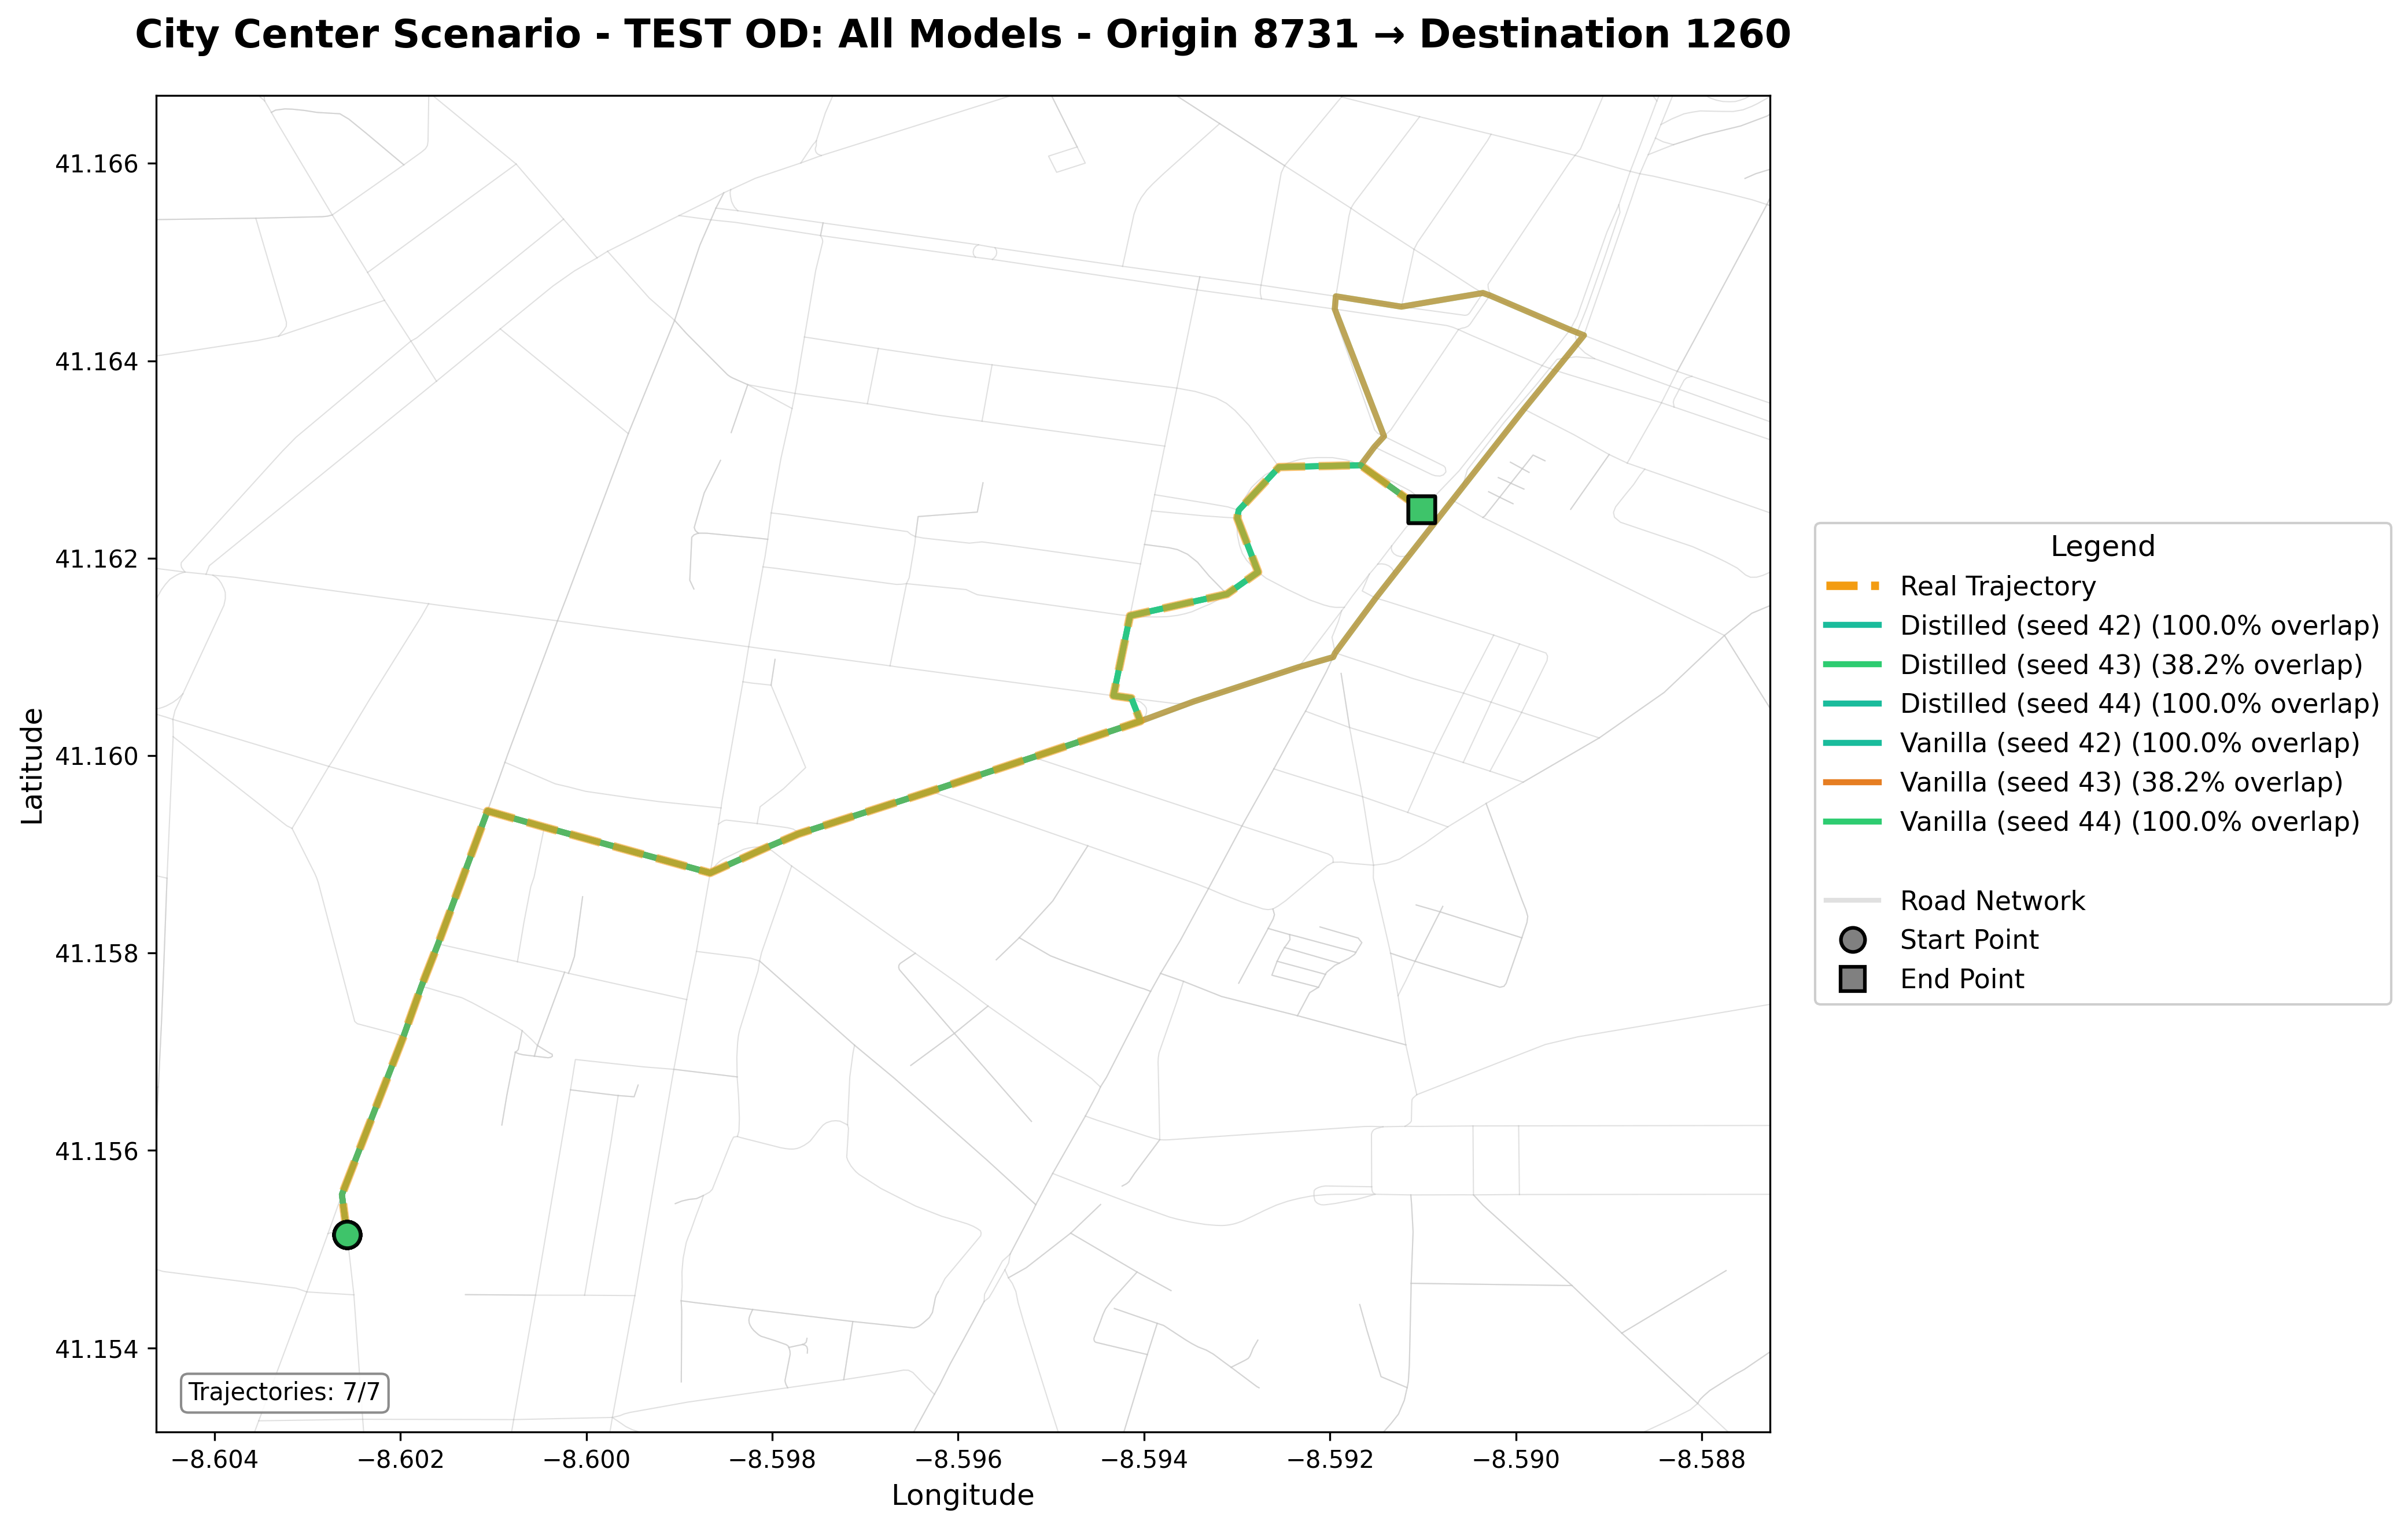 City Center Scenario - TEST OD: All Models - Origin 8731 → Destination 1260
41.166
41.164
41.162
41.160
41.158
41.156
41.154
Latitude
−8.604
−8.602
−8.600
−8.598
−8.596
−8.594
−8.592
−8.590
−8.588
Longitude
Trajectories: 7/7
Legend
Real Trajectory
Distilled (seed 42) (100.0% overlap)
Distilled (seed 43) (38.2% overlap)
Distilled (seed 44) (100.0% overlap)
Vanilla (seed 42) (100.0% overlap)
Vanilla (seed 43) (38.2% overlap)
Vanilla (seed 44) (100.0% overlap)
Road Network
Start Point
End Point